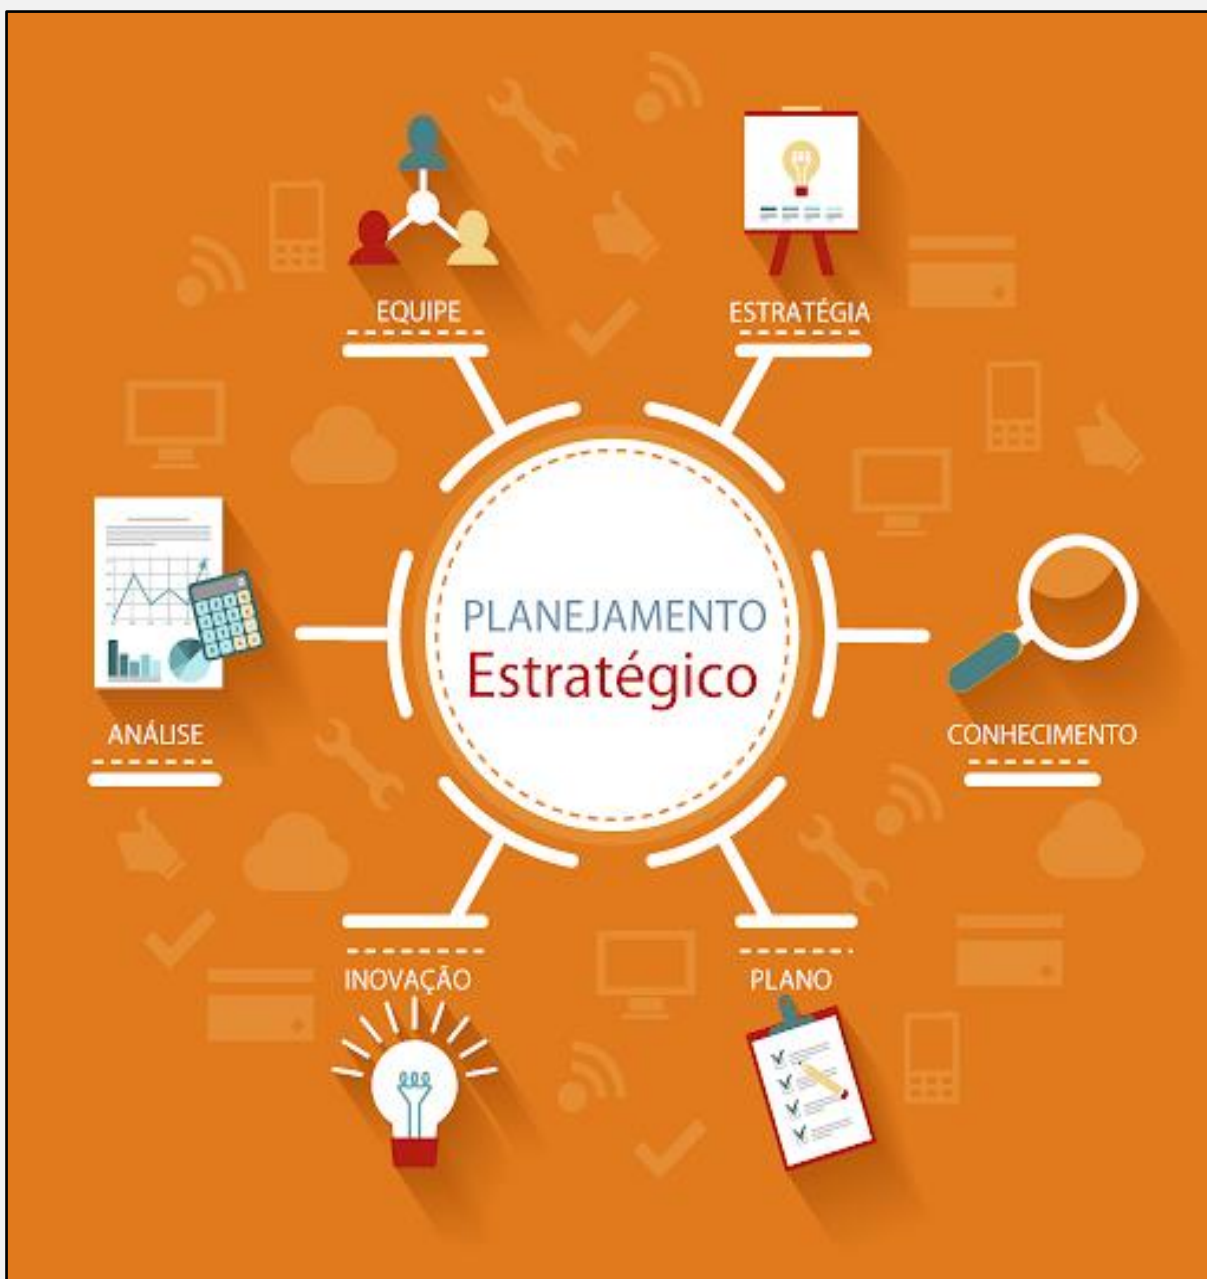 EQUIPE
ESTRATÉGIA
PLANEJAMENTO
Estratégico
ANÁLISE
CONHECIMENTO
INOVAÇÃO
PLANO